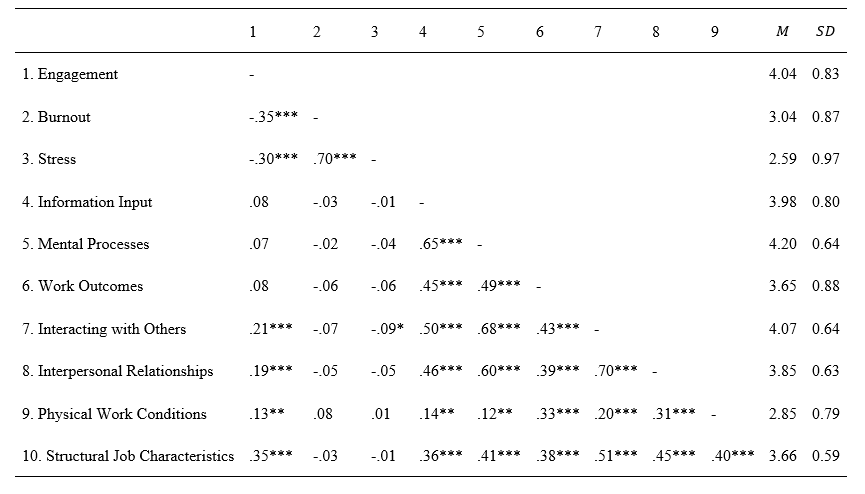 1 2 3 4 5 6 7 8 9 M SD
1. Engagement - 4.04 0.83
2. Burnout -.35*** - 3.04 0.87
3. Stress -.30*** .70*** - 2.59 0.97
4. Information Input .08 -.03 -.01 - 3.98 0.80
5. Mental Processes .07 -.02 -.04 .65*** - 4.20 0.64
6. Work Outcomes .08 -.06 -.06 .45*** .49*** - 3.65 0.88
7. Interacting with Others .21*** -.07 -.09* .50*** .68*** .43*** - 4.07 0.64
8. Interpersonal Relationships .19*** -.05 -.05 .46*** .60*** .39*** .70*** - 3.85 0.63
9. Physical Work Conditions .13** .08 .01 .14** .12** .33*** .20*** .31*** - 2.85 0.79
10. Structural Job Characteristics .35*** -.03 -.01 .36*** .41*** .38*** .51*** .45*** .40*** 3.66 0.59